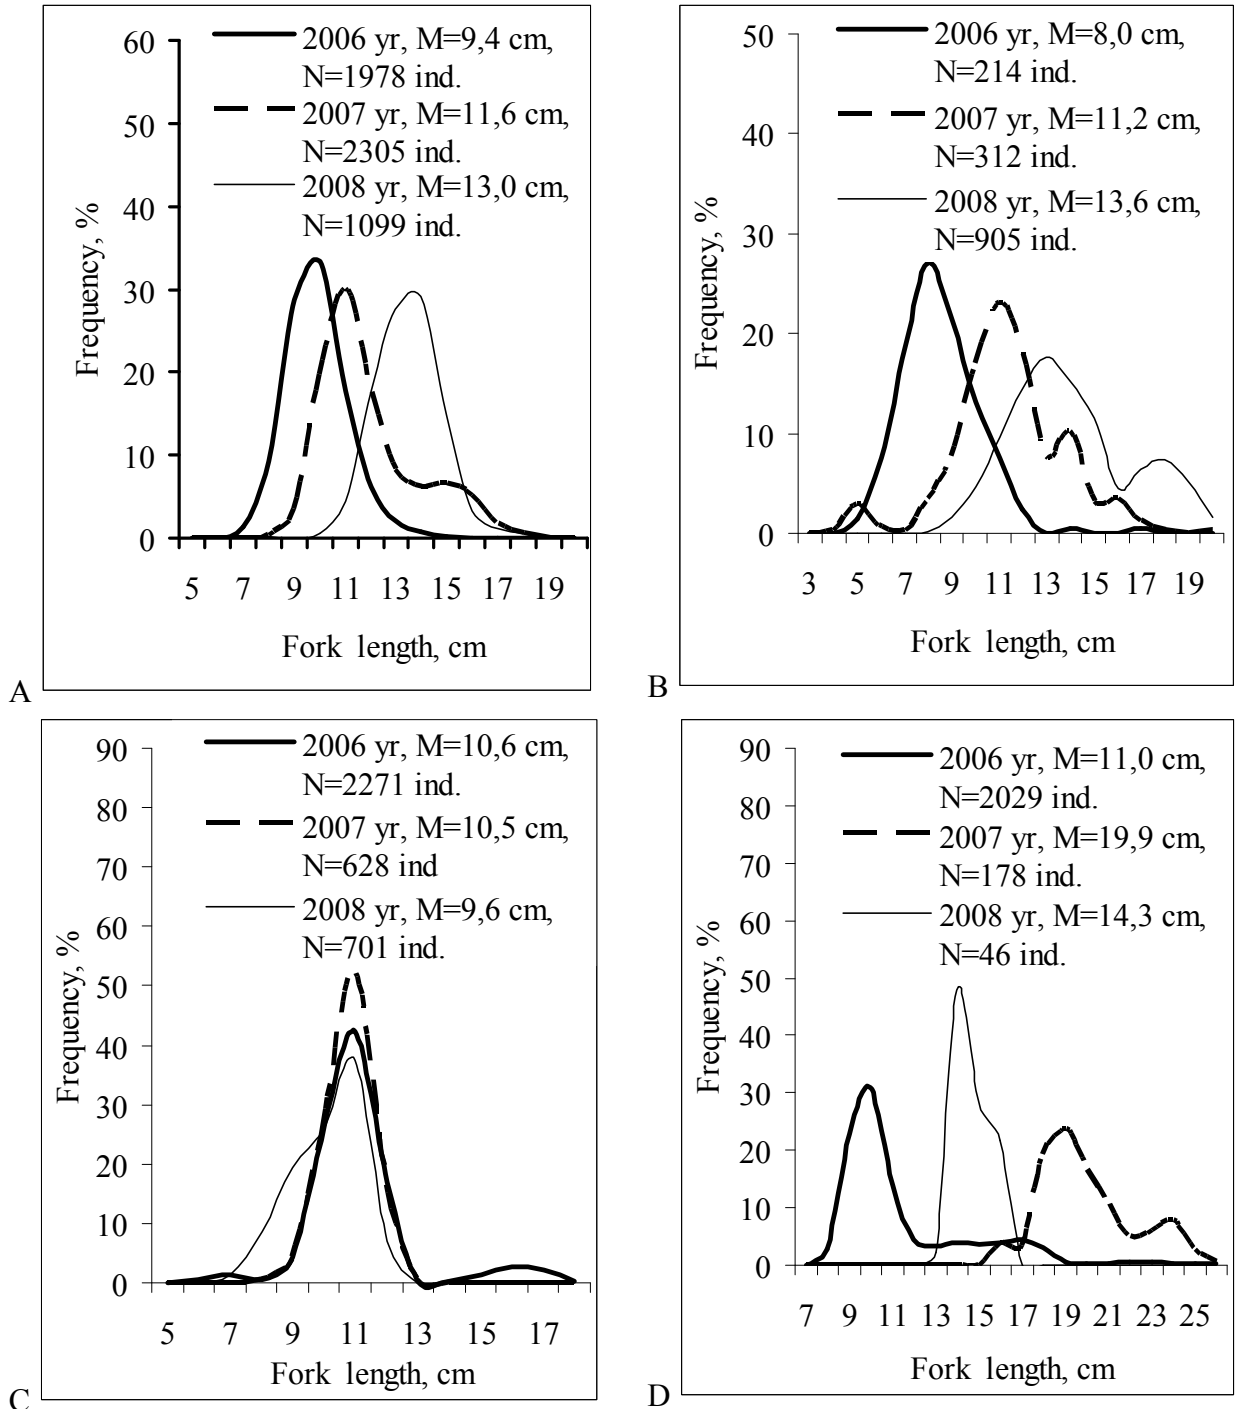 60
50
40
30
20
10
0
Frequency, %
2006 yr, M=9,4 cm,
N=1978 ind.
2007 yr, M=11,6 cm,
N=2305 ind.
2008 yr, M=13,0 cm,
N=1099 ind.
5 7 9 11 13 15 17 19
Fork length, cm
A
50
40
30
20
10
0
Frequency, %
2006 yr, M=8,0 cm,
N=214 ind.
2007 yr, M=11,2 cm,
N=312 ind.
2008 yr, M=13,6 cm,
N=905 ind.
3 5 7 9 11 13 15 17 19
Fork length, cm
B
90
80
70
60
50
40
30
20
10
0
Frequency, %
2006 yr, M=10,6 cm,
N=2271 ind.
2007 yr, M=10,5 cm,
N=628 ind
2008 yr, M=9,6 cm,
N=701 ind.
5 7 9 11 13 15 17
Fork length, cm
C
90
80
70
60
50
40
30
20
10
0
Frequency, %
2006 yr, M=11,0 cm,
N=2029 ind.
2007 yr, M=19,9 cm,
N=178 ind.
2008 yr, M=14,3 cm,
N=46 ind.
7 9 11 13 15 17 19 21 23 25
Fork length, cm
D